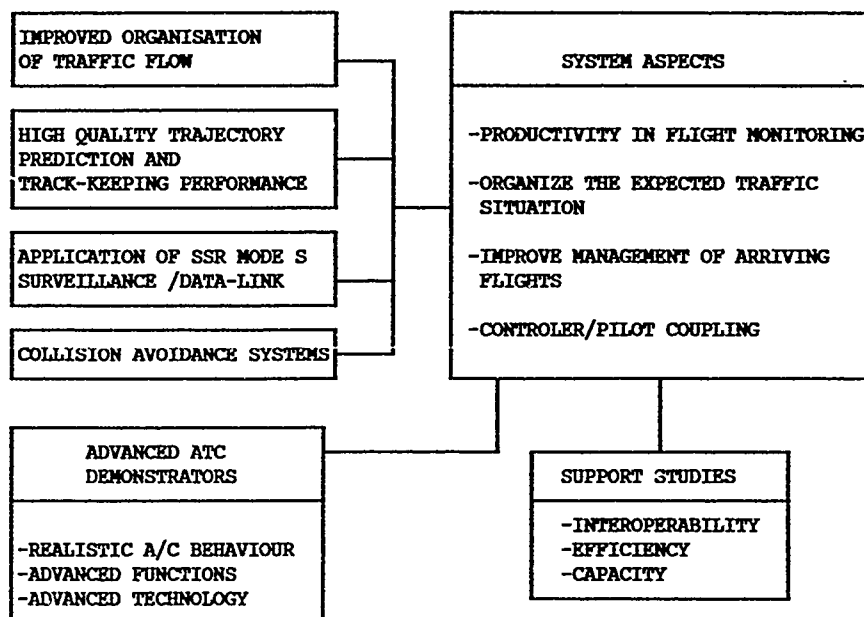 IMPROVED ORGANISATION
OF TRAFFIC FLOW
HIGH QUALITY TRAJECTORY
PREDICTION AND
TRACK-KEEPING PERFORMANCE
APPLICATION OF SSR MODE S
SURVEILLANCE /DATA-LINK
COLLISION AVOIDANCE SYSTEMS
SYSTEM ASPECTS
-PRODUCTIVITY IN FLIGHT MONITORING
-ORGANIZE THE EXPECTED TRAFFIC
SITUATION
-IMPROVE MANAGEMENT OF ARRIVING
FLIGHTS
-CONTROLER/PILOT COUPLING
ADVANCED ATC
DEMONSTRATORS
-REALISTIC A/C BEHAVIOUR
-ADVANCED FUNCTIONS
-ADVANCED TECHNOLOGY
SUPPORT STUDIES
-INTEROPERABILITY
-EFFICIENCY
-CAPACITY